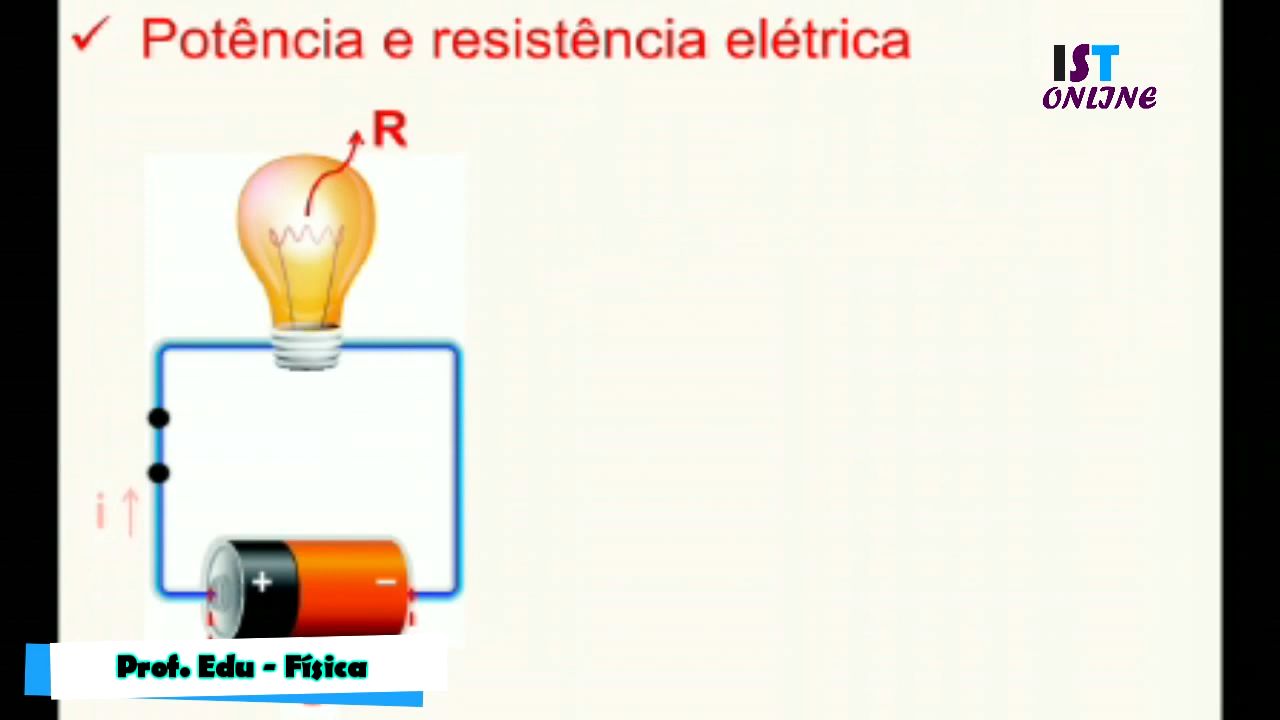 ✓ Potência e resistência elétrica
IST
ONLINE
R
i ↑
+ −
Prof. Edu - Física